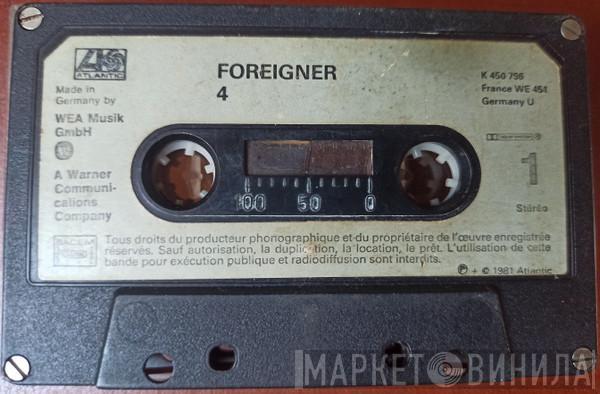 ATLANTIC
Made in
Germany by
WEA Musik
GmbH
A Warner
Communi-
cations
Company
FOREIGNER
4
K 450 796
France WE 451
Germany U
1
Stéréo
100 50 0
SACEM
Tous droits du producteur phonographique et du propriétaire de l'œuvre enregistrée
réservés. Sauf autorisation, la duplication, la location, le prêt. L'utilisation de cette
bande pour exécution publique et radiodiffusion sont interdits.
℗ + © 1981 Atlantic
МАРКЕТ ВИНИЛА